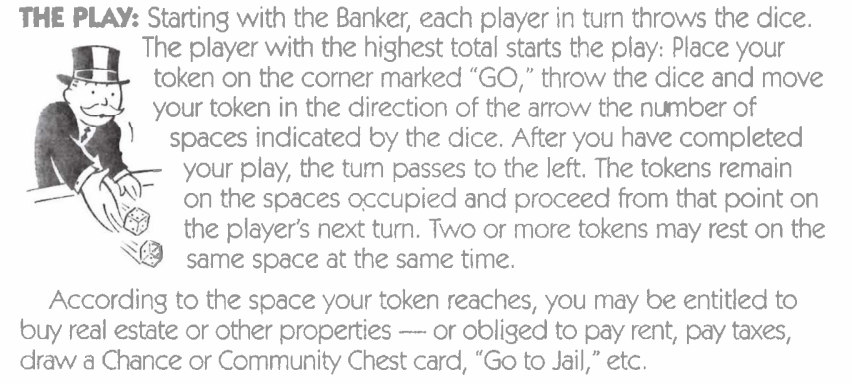 THE PLAY: Starting with the Banker, each player in turn throws the dice.
The player with the highest total starts the play: Place your
token on the corner marked “GO,” throw the dice and move
your token in the direction of the arrow the number of
spaces indicated by the dice. After you have completed
your play, the turn passes to the left. The tokens remain
on the spaces occupied and proceed from that point on
the player’s next turn. Two or more tokens may rest on the
same space at the same time.
According to the space your token reaches, you may be entitled to
buy real estate or other properties — or obliged to pay rent, pay taxes,
draw a Chance or Community Chest card, “Go to Jail,” etc.